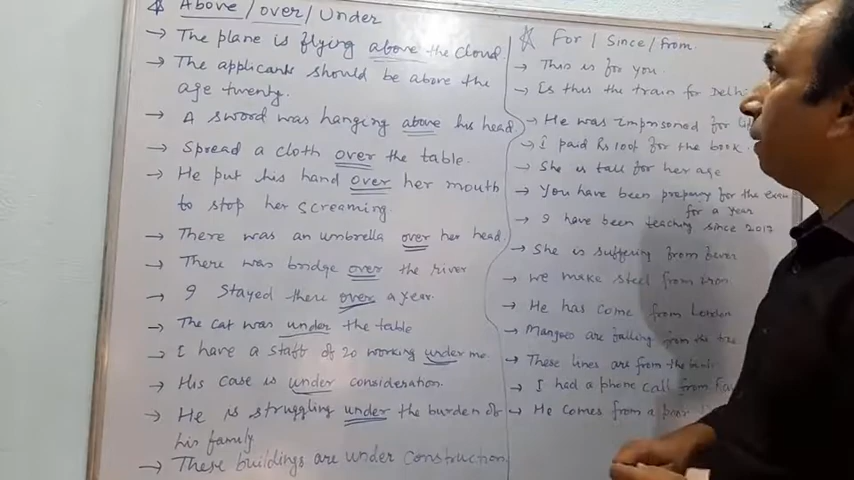 Above / over / Under
→ The plane is flying above the cloud.
→ The applicants should be above the
age twenty.
→ A sword was hanging above his head.
→ Spread a cloth over the table.
→ He put his hand over her mouth
to stop her screaming.
→ There was an umbrella over her head
→ There was bridge over the river
→ I stayed there over a year.
→ The cat was under the table
→ I have a staff of 20 working under me.
→ His case is under consideration.
→ He is struggling under the burden of
his family
→ These buildings are under construction
For / Since / from
→ This is for you
→ Is this the train for Delhi
→ He was imprisoned for
→ I paid Rs 100 for the book.
→ She is tall for her age
→ You have been preparing for the exam
for a year
→ I have been teaching since 2017
→ She is suffering from fever
→ We make steel from iron
→ He has come from London
→ Mangoes are falling from the tree
→ These lines are from the
→ I had a phone call from
→ He comes from a poor